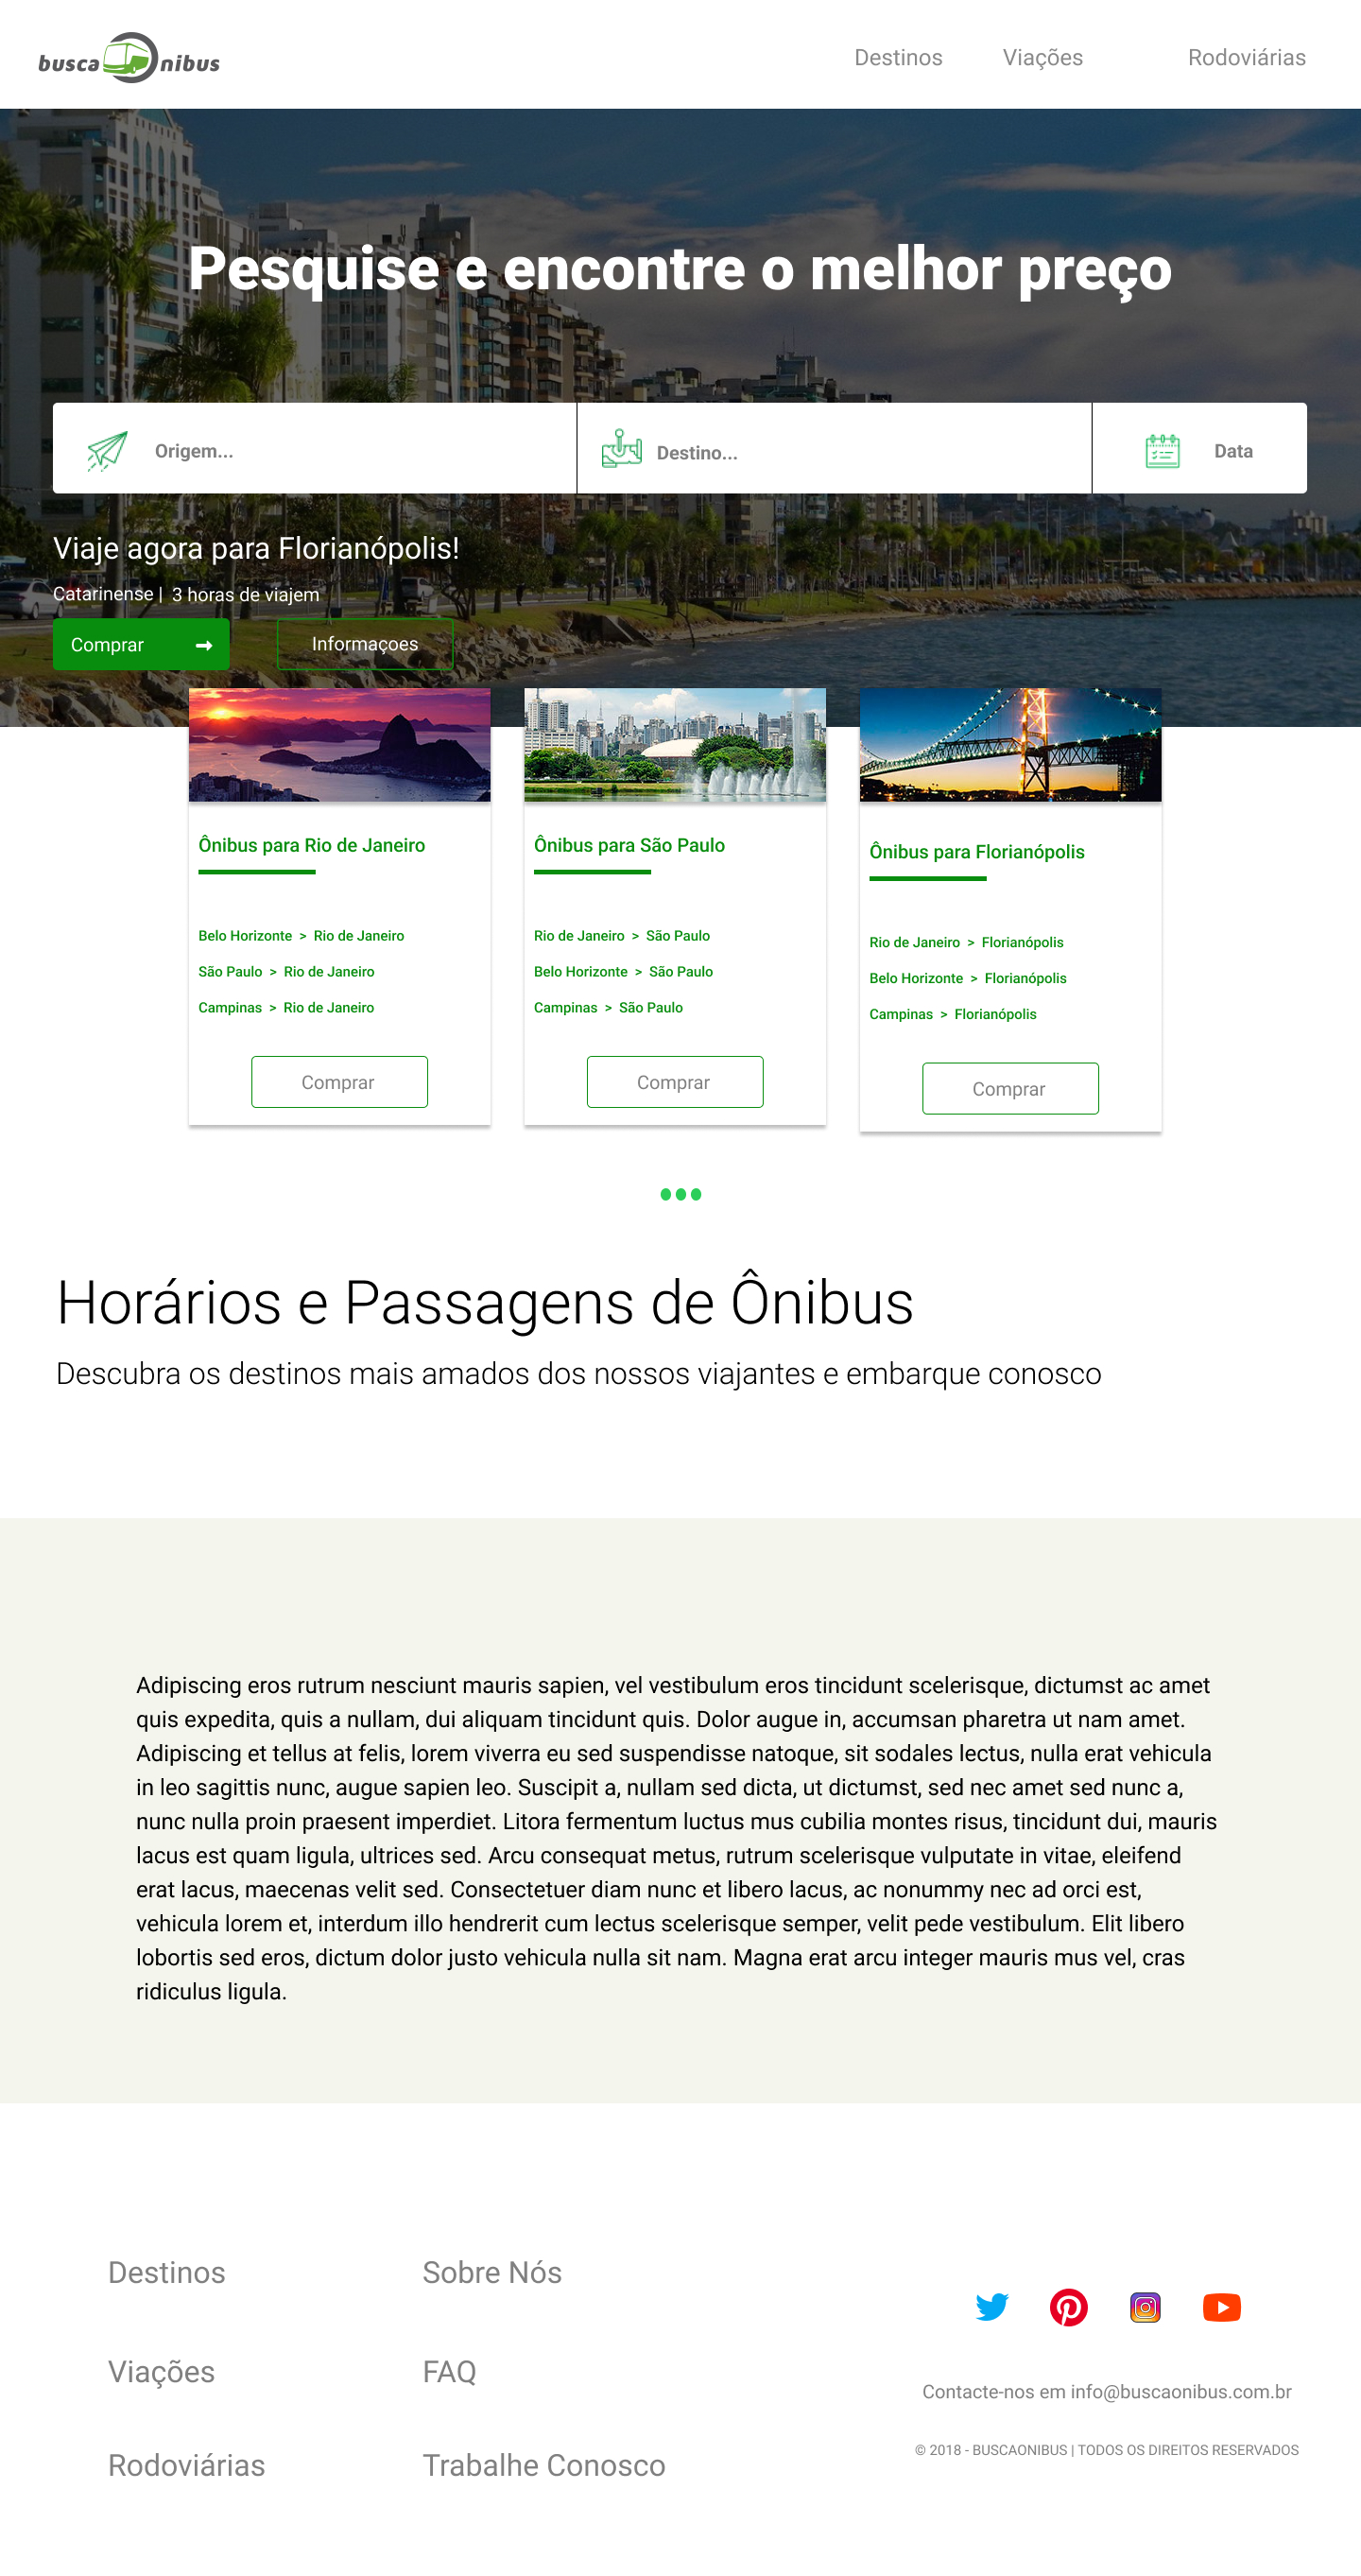 busca nibus
Destinos Viações Rodoviárias
Pesquise e encontre o melhor preço
Origem... Destino... Data
Viaje agora para Florianópolis!
Catarinense | 3 horas de viajem
Comprar Informaçoes
Ônibus para Rio de Janeiro
Belo Horizonte > Rio de Janeiro
São Paulo > Rio de Janeiro
Campinas > Rio de Janeiro
Comprar
Ônibus para São Paulo
Rio de Janeiro > São Paulo
Belo Horizonte > São Paulo
Campinas > São Paulo
Comprar
Ônibus para Florianópolis
Rio de Janeiro > Florianópolis
Belo Horizonte > Florianópolis
Campinas > Florianópolis
Comprar
Horários e Passagens de Ônibus
Descubra os destinos mais amados dos nossos viajantes e embarque conosco
Adipiscing eros rutrum nesciunt mauris sapien, vel vestibulum eros tincidunt scelerisque, dictumst ac amet
quis expedita, quis a nullam, dui aliquam tincidunt quis. Dolor augue in, accumsan pharetra ut nam amet.
Adipiscing et tellus at felis, lorem viverra eu sed suspendisse natoque, sit sodales lectus, nulla erat vehicula
in leo sagittis nunc, augue sapien leo. Suscipit a, nullam sed dicta, ut dictumst, sed nec amet sed nunc a,
nunc nulla proin praesent imperdiet. Litora fermentum luctus mus cubilia montes risus, tincidunt dui, mauris
lacus est quam ligula, ultrices sed. Arcu consequat metus, rutrum scelerisque vulputate in vitae, eleifend
erat lacus, maecenas velit sed. Consectetuer diam nunc et libero lacus, ac nonummy nec ad orci est,
vehicula lorem et, interdum illo hendrerit cum lectus scelerisque semper, velit pede vestibulum. Elit libero
lobortis sed eros, dictum dolor justo vehicula nulla sit nam. Magna erat arcu integer mauris mus vel, cras
ridiculus ligula.
Destinos
Viações
Rodoviárias
Sobre Nós
FAQ
Trabalhe Conosco
Contacte-nos em info@buscaonibus.com.br
© 2018 - BUSCAONIBUS | TODOS OS DIREITOS RESERVADOS